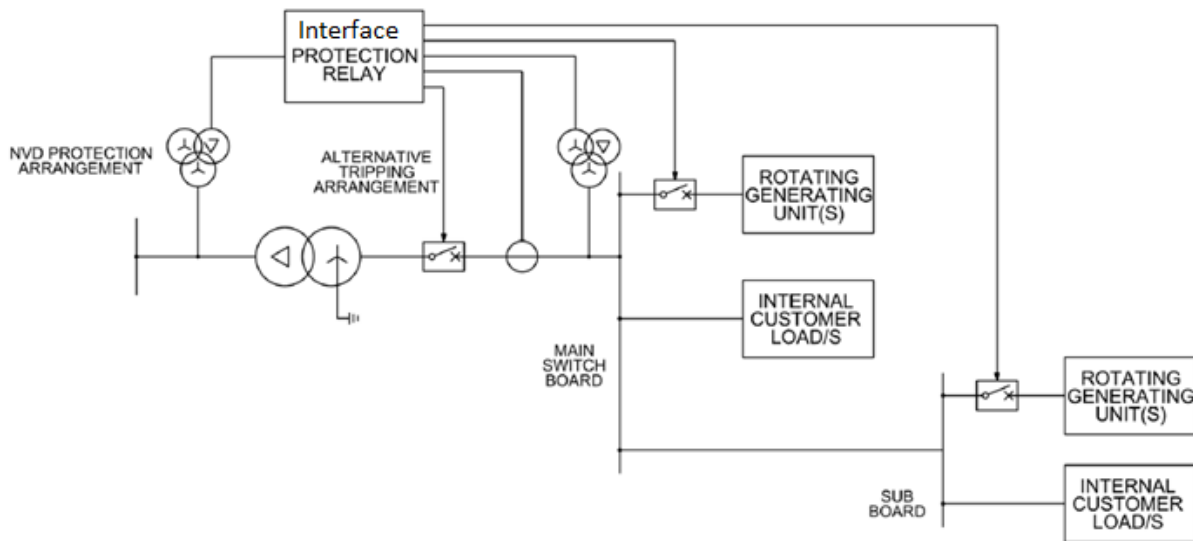 Interface
PROTECTION
RELAY
NVD PROTECTION
ARRANGEMENT
ALTERNATIVE
TRIPPING
ARRANGEMENT
ROTATING
GENERATING
UNIT(S)
INTERNAL
CUSTOMER
LOAD/S
MAIN
SWITCH
BOARD
ROTATING
GENERATING
UNIT(S)
SUB
BOARD
INTERNAL
CUSTOMER
LOAD/S